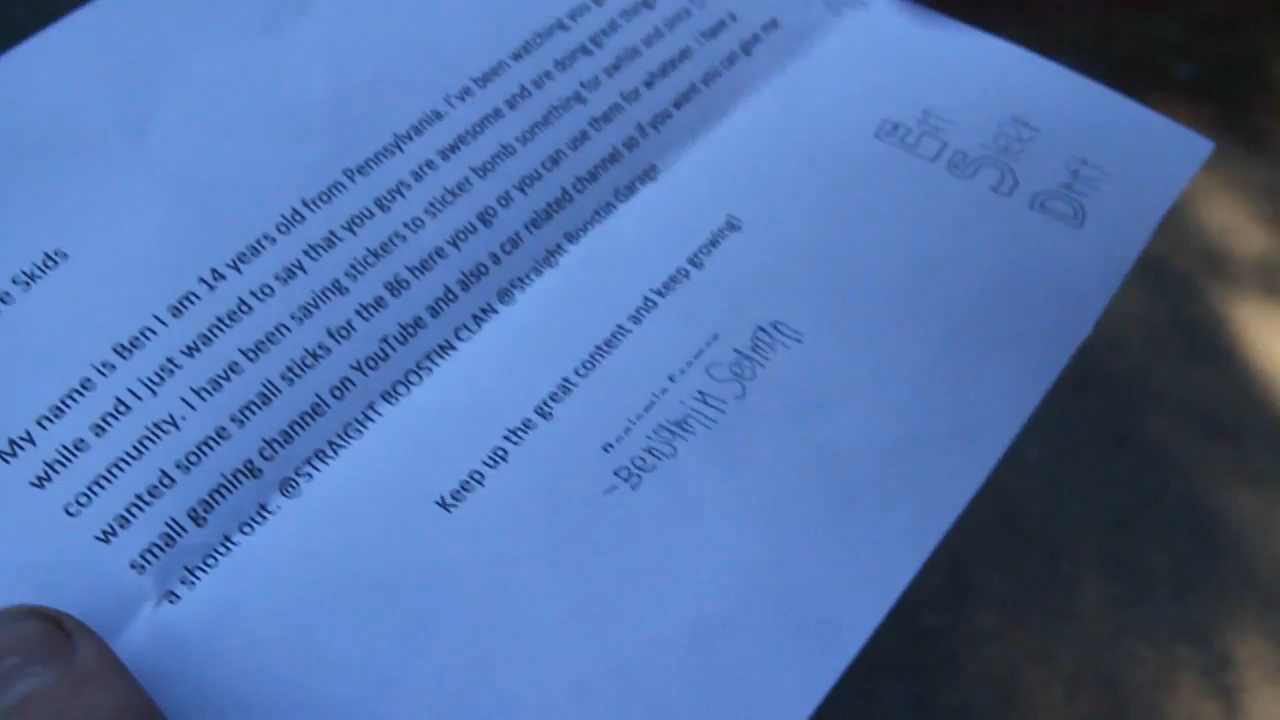 Skids
My name is Ben I am 14 years old from Pennsylvania. I've been watching you
while and I just wanted to say that you guys are awesome and are doing great
community. I have been saving stickers to sticker bomb something for awhile and since
wanted some small sticks for the 86 here you go or you can use them for whatever. I have a
small gaming channel on YouTube and also a car related channel so if you want you can give me
a shout out. @STRAIGHT BOOSTIN CLAN @Straight Boostin Garage
Keep up the great content and keep growing!
-Benjamin
Drift